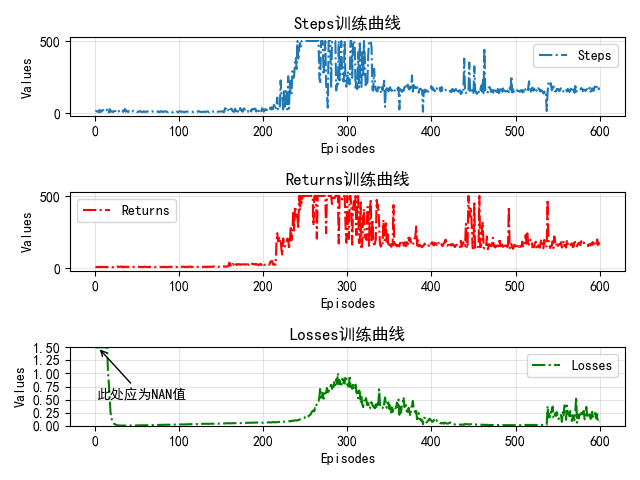 Steps训练曲线
500
Values
0
Steps
0 100 200 300 400 500 600
Episodes
Returns训练曲线
500
Values
0
Returns
0 100 200 300 400 500 600
Episodes
Losses训练曲线
1.50
1.25
1.00
0.75
0.50
0.25
0.00
Values
此处应为NAN值
Losses
0 100 200 300 400 500 600
Episodes